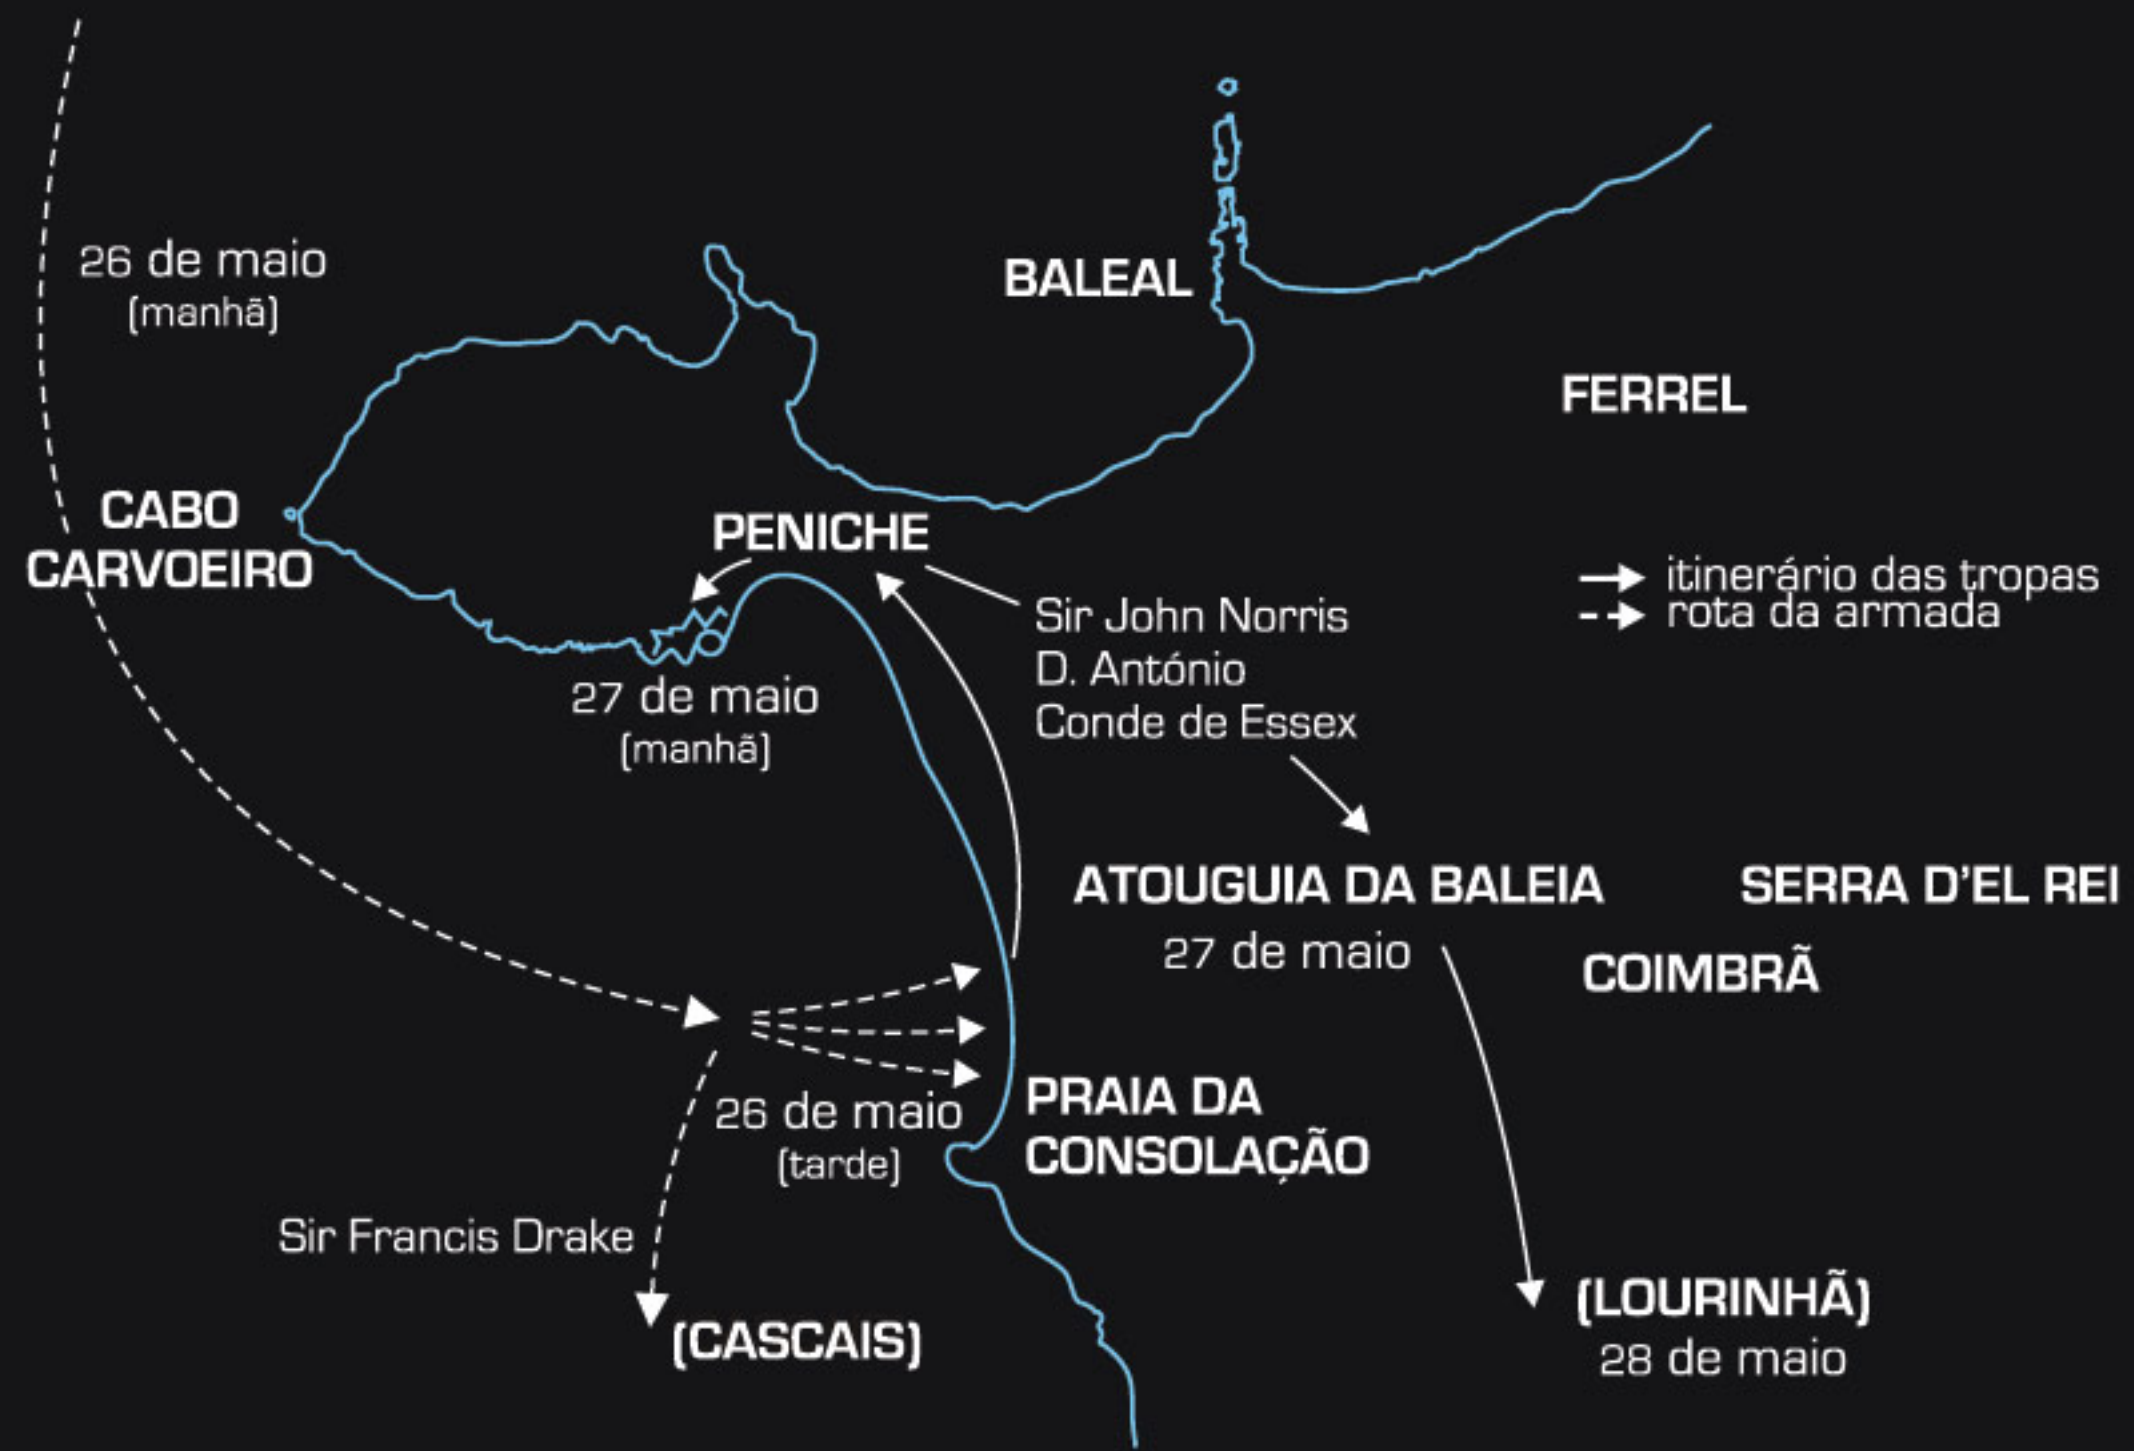 26 de maio
(manhã)
BALEAL
FERREL
CABO
CARVOEIRO
PENICHE
itinerário das tropas
rota da armada
Sir John Norris
D. António
Conde de Essex
27 de maio
(manhã)
ATOUGUIA DA BALEIA
27 de maio
SERRA D'EL REI
COIMBRÃ
PRAIA DA
CONSOLAÇÃO
26 de maio
(tarde)
Sir Francis Drake
(CASCAIS)
(LOURINHÃ)
28 de maio